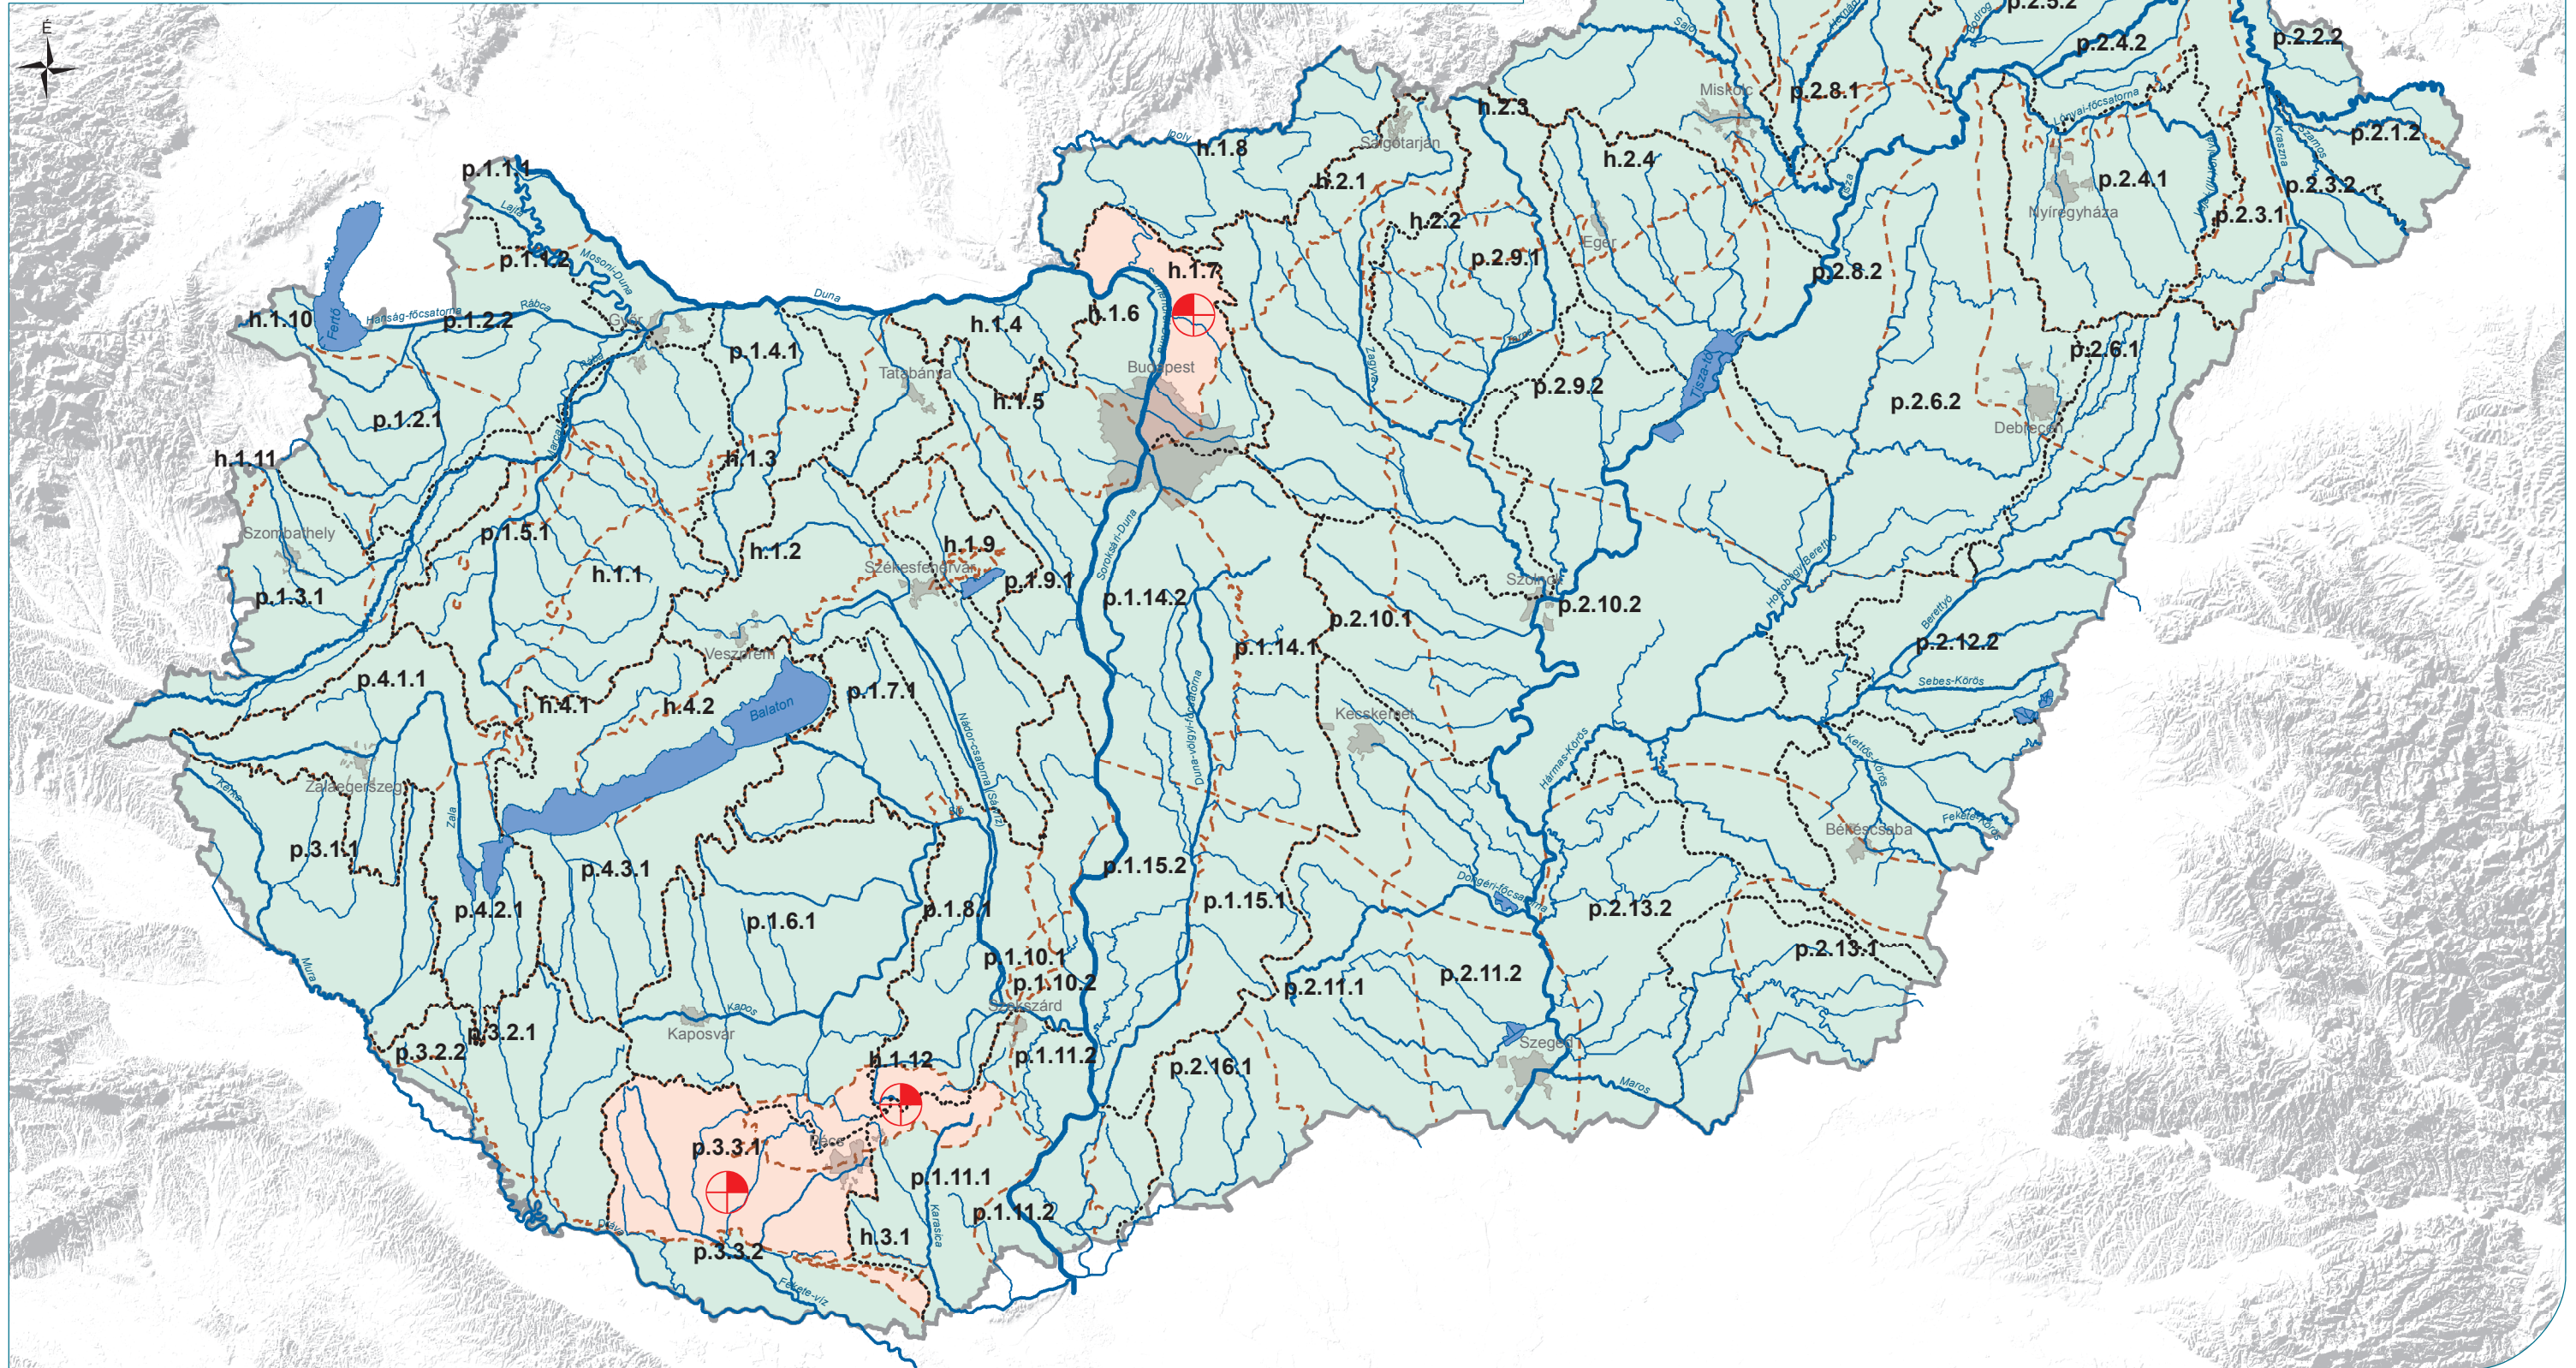 É
p.2.5.2
Sajó
Hernád
Bodrog
p.2.4.2
p.2.2.2
Miskolc
p.2.8.1
h.2.3
Lónyai-főcsatorna
Kraszna
Szamos
p.2.1.2
Ipoly
h.1.8
Salgótarján
h.2.4
p.1.1.1
h.2.1
Tisza
p.2.4.1
p.2.3.2
Lajta
h.2.2
Nyíregyháza
p.2.3.1
Eger
p.1.1.2
Mosoni-Duna
p.2.9.1
h.1.7
p.2.8.2
Duna
h.1.10
Fertő
Hanság-főcsatorna
Rábca
p.1.2.2
Győr
h.1.4
h.1.6
Tarna
p.1.4.1
p.2.6.1
Rába
Tatabánya
Budapest
Zagyva
Tisza-tó
p.2.9.2
h.1.5
p.2.6.2
p.1.2.1
Debrecen
Marcal
h.1.11
h.1.3
Szombathely
p.1.5.1
h.1.2
h.1.9
Soroksári-Duna
Hortobágy-Berettyó
Székesfehérvár
h.1.1
p.1.9.1
Szolnok
p.1.3.1
p.1.14.2
p.2.10.2
Berettyó
p.2.10.1
p.2.12.2
p.1.14.1
Veszprém
p.4.1.1
Sebes-Körös
p.1.7.1
h.4.1
h.4.2
Balaton
Duna-völgyi-főcsatorna
Kecskemét
Nádor-csatorna (Sárvíz)
Hármas-Körös
Kettős-Körös
Zalaegerszeg
Kerka
Zala
Sió
Fekete-Körös
Békéscsaba
p.3.1.1
p.4.3.1
p.1.15.2
Dongéri-főcsatorna
p.4.2.1
p.1.8.1
p.1.15.1
p.2.13.2
p.1.6.1
p.2.13.1
p.1.10.1
Mura
p.2.11.2
p.1.10.2
p.2.11.1
Szekszárd
Kapos
Kaposvár
p.3.2.1
Szeged
p.3.2.2
h.1.12
p.1.11.2
p.2.16.1
Maros
Pécs
p.3.3.1
p.1.11.1
p.1.11.2
Dráva
Karasica
h.3.1
p.3.3.2
Fekete-víz